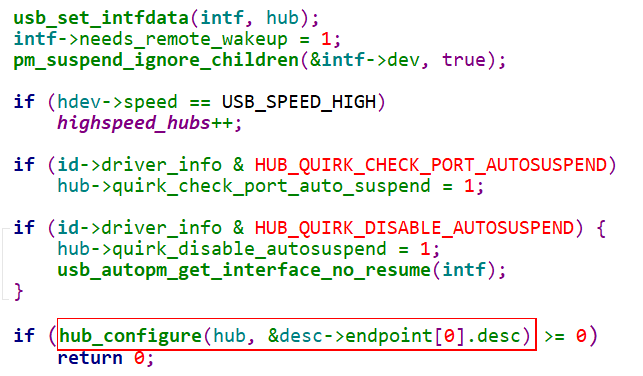 usb_set_intfdata(intf, hub);
intf->needs_remote_wakeup = 1;
pm_suspend_ignore_children(&intf->dev, true);
if (hdev->speed == USB_SPEED_HIGH)
highspeed_hubs++;
if (id->driver_info & HUB_QUIRK_CHECK_PORT_AUTOSUSPEND)
hub->quirk_check_port_auto_suspend = 1;
if (id->driver_info & HUB_QUIRK_DISABLE_AUTOSUSPEND) {
hub->quirk_disable_autosuspend = 1;
usb_autopm_get_interface_no_resume(intf);
}
if (hub_configure(hub, &desc->endpoint[0].desc) >= 0)
return 0;